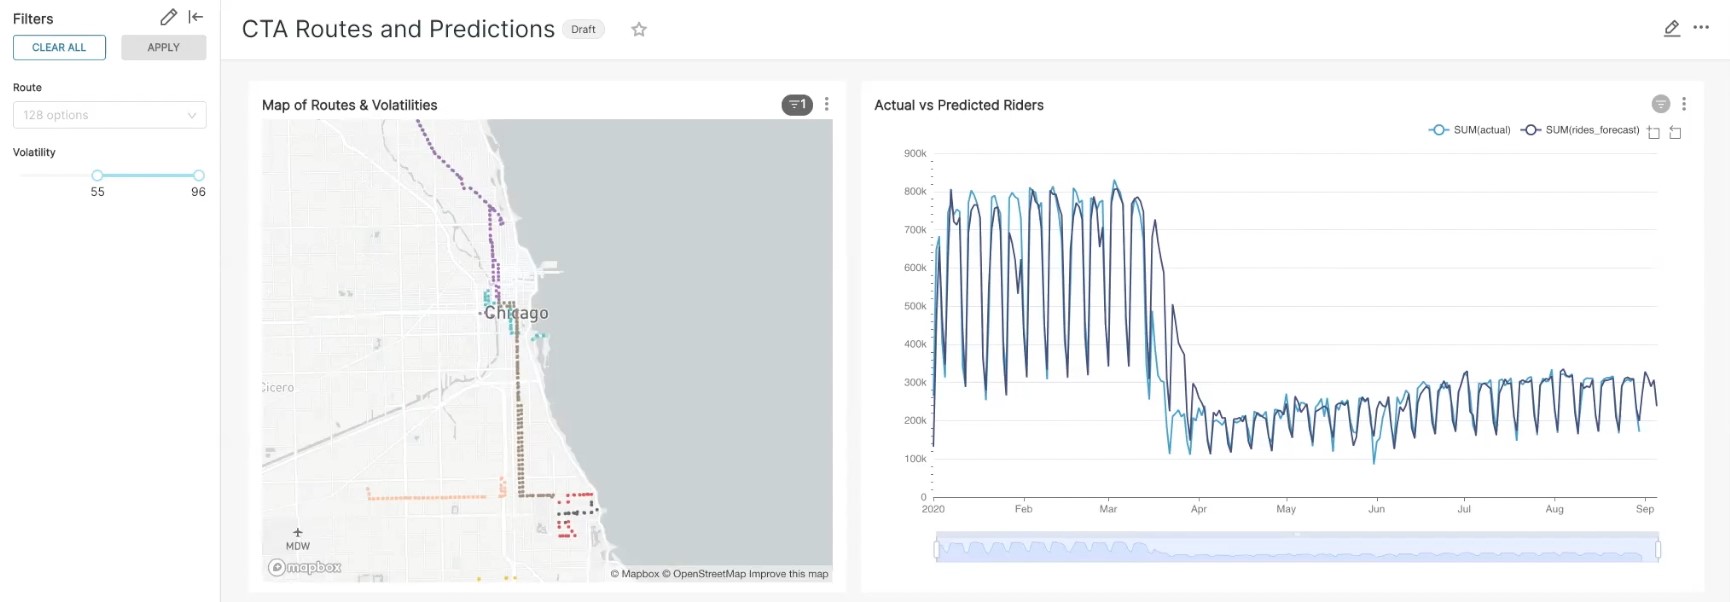 Filters
CLEAR ALL
APPLY
Route
128 options
Volatility
55
96
CTA Routes and Predictions
Draft
Map of Routes & Volatilities
1
Chicago
Cicero
MDW
mapbox
© Mapbox © OpenStreetMap Improve this map
Actual vs Predicted Riders
SUM(actual)
SUM(rides_forecast)
900k
800k
700k
600k
500k
400k
300k
200k
100k
0
2020
Feb
Mar
Apr
May
Jun
Jul
Aug
Sep